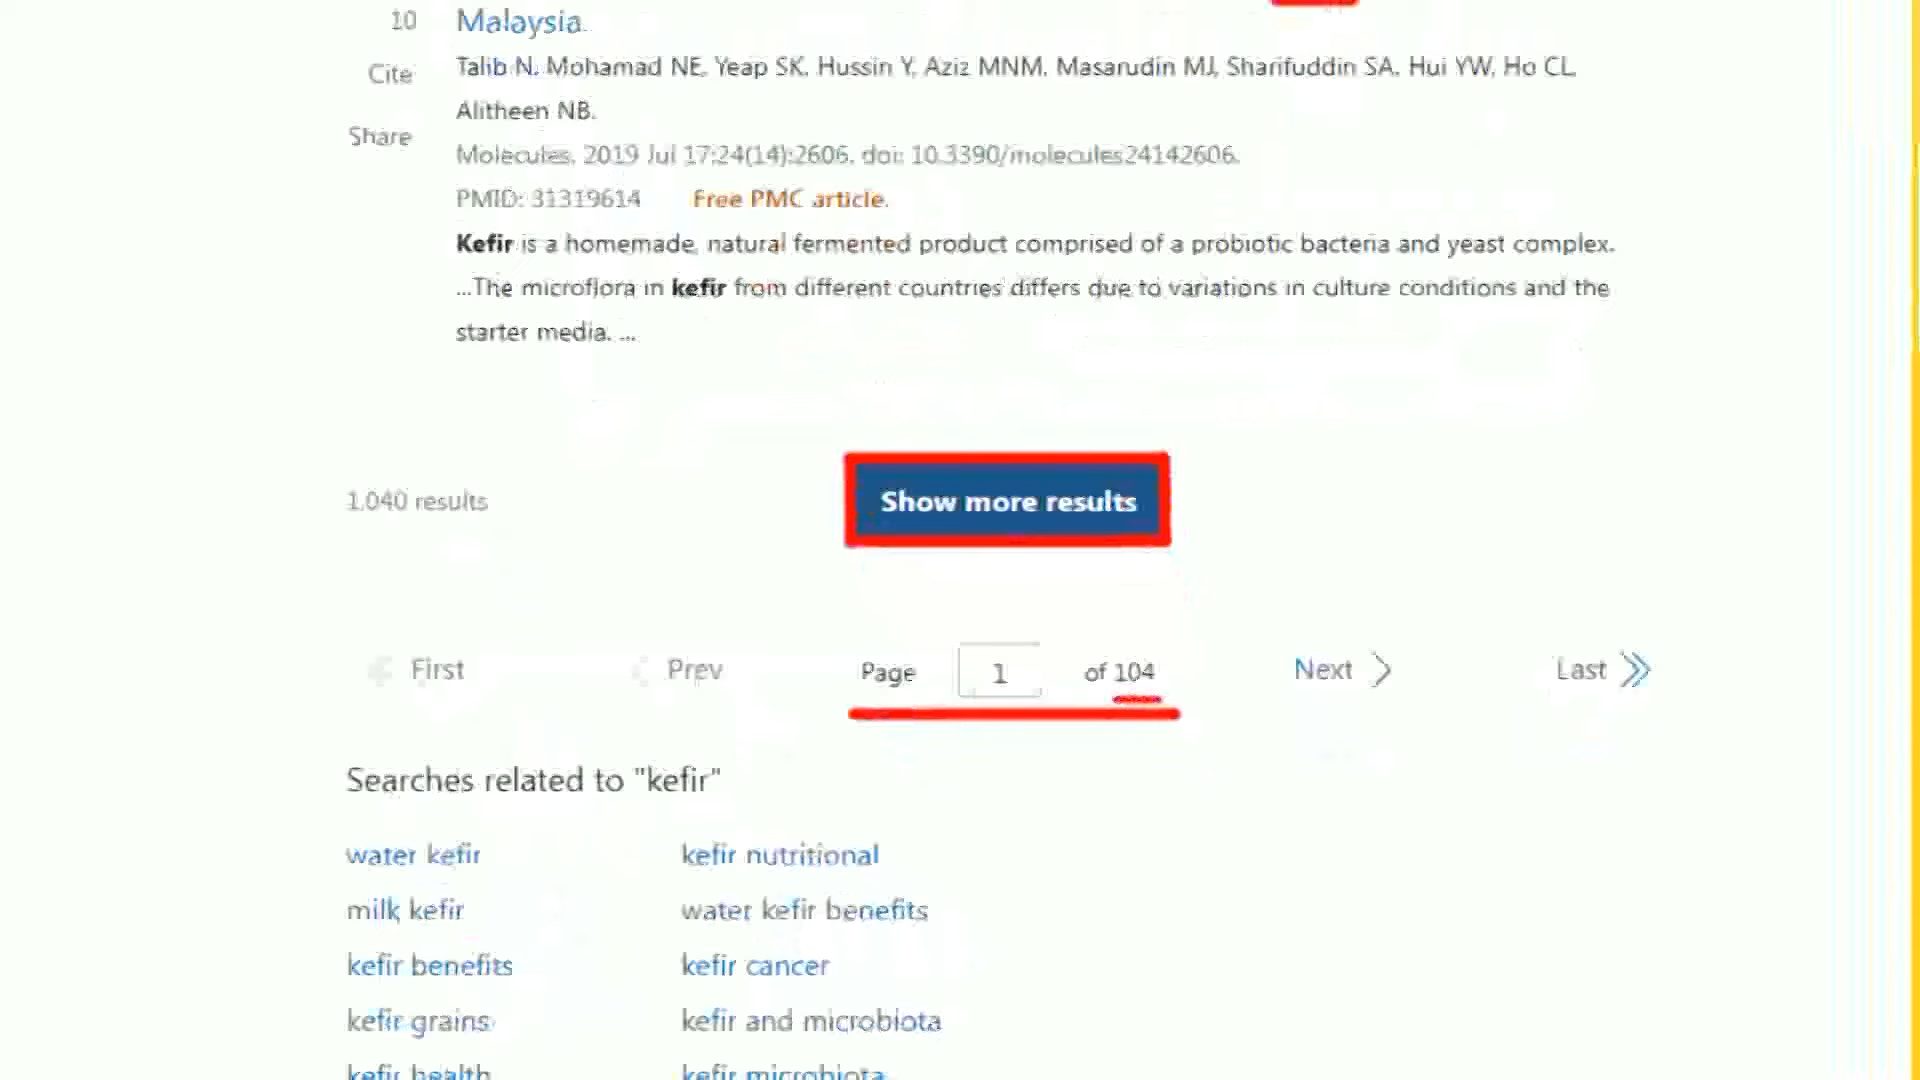 10 Malaysia.
Cite Talib N, Mohamad NE, Yeap SK, Hussin Y, Aziz MNM, Masarudin MJ, Sharifuddin SA, Hui YW, Ho CL,
Alitheen NB.
Share
Molecules. 2019 Jul 17;24(14):2606. doi: 10.3390/molecules24142606.
PMID: 31319614 Free PMC article.
Kefir is a homemade, natural fermented product comprised of a probiotic bacteria and yeast complex.
...The microflora in kefir from different countries differs due to variations in culture conditions and the
starter media. ...
1,040 results Show more results
First Prev Page 1 of 104 Next Last
Searches related to "kefir"
water kefir kefir nutritional
milk kefir water kefir benefits
kefir benefits kefir cancer
kefir grains kefir and microbiota
kefir health kefir microbiota